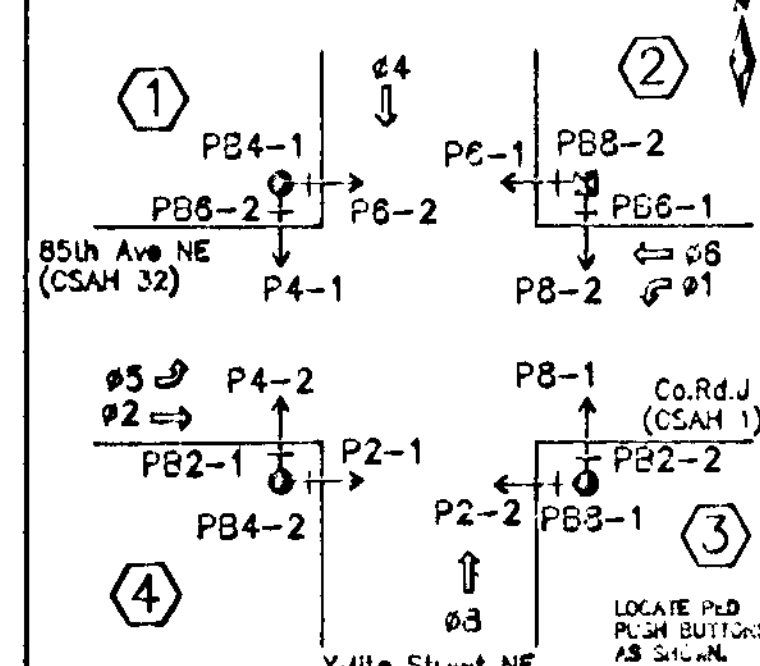 N
ø4
1
2
PB4-1
P6-1
PB8-2
PB6-2
P6-2
PB6-1
85th Ave NE
(CSAH 32)
P4-1
P8-2
ø6
ø1
ø5
P4-2
P8-1
Co.Rd.J
(CSAH 1)
ø2
PB2-1
P2-1
PB2-2
PB4-2
P2-2
PB8-1
3
4
ø8
LOCATE PED
PUSH BUTTONS
AS SHOWN.
NE